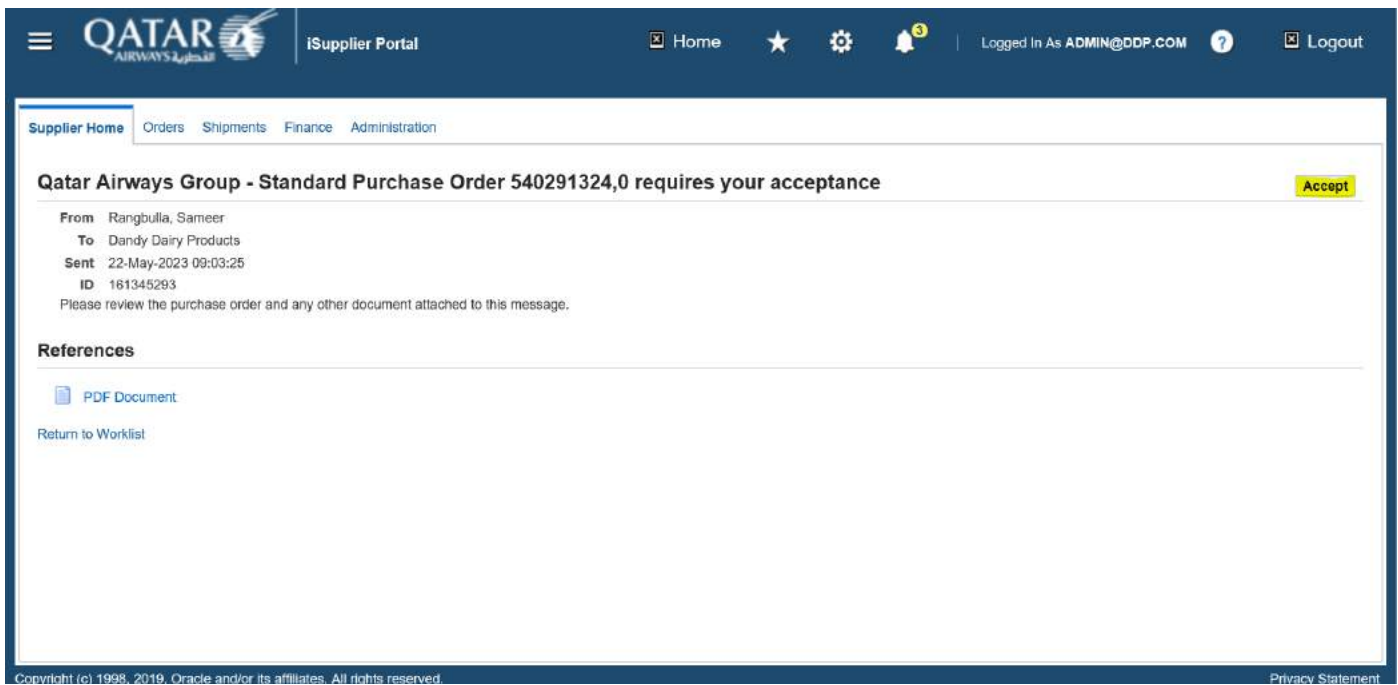 QATAR
AIRWAYS القطرية
iSupplier Portal
Home
3
Logged In As ADMIN@DDP.COM
?
Logout
Supplier Home Orders Shipments Finance Administration
Qatar Airways Group - Standard Purchase Order 540291324,0 requires your acceptance
Accept
From Rangbulla, Sameer
To Dandy Dairy Products
Sent 22-May-2023 09:03:25
ID 161345293
Please review the purchase order and any other document attached to this message.
References
PDF Document
Return to Worklist
Copyright (c) 1998, 2019, Oracle and/or its affiliates. All rights reserved.
Privacy Statement